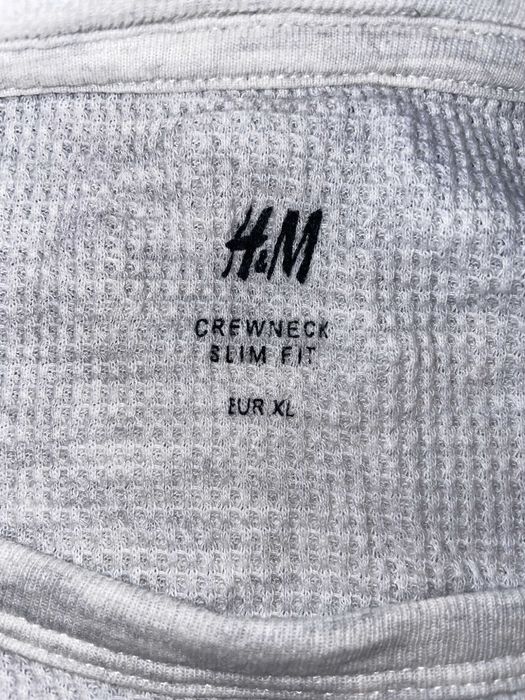 H&M
CREWNECK
SLIM FIT
EUR XL